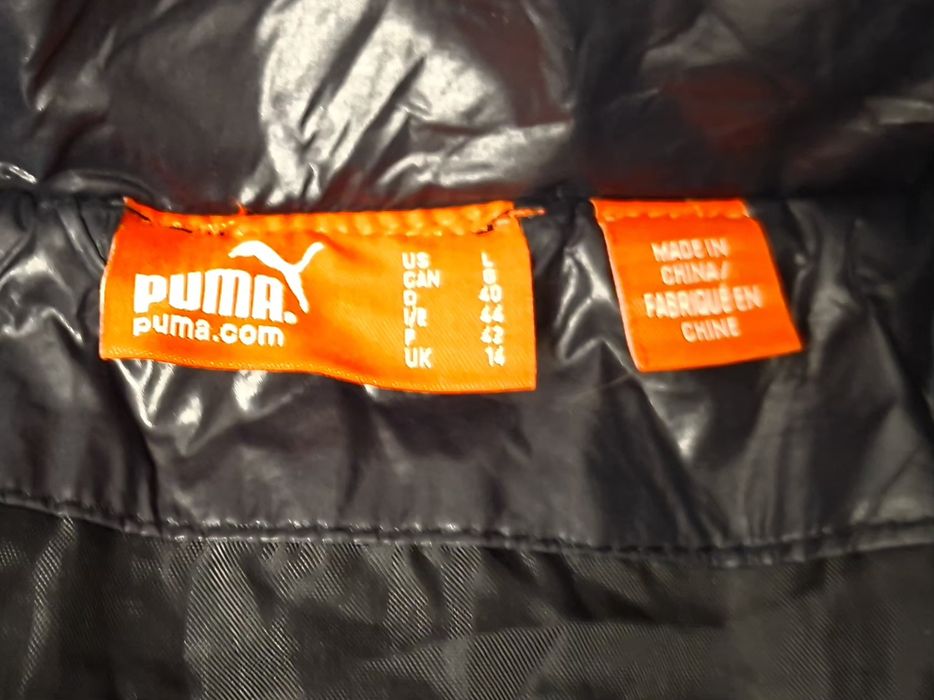 PUMA
puma.com
US L
CAN G
D 40
I/E 44
F 42
UK 14
MADE IN
CHINA/
FABRIQUÉ EN
CHINE